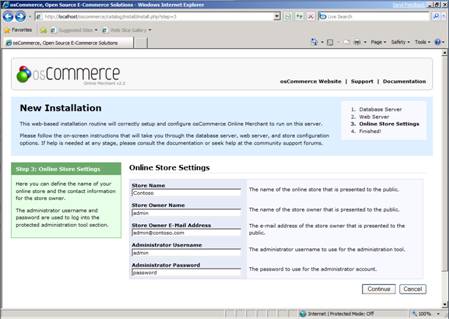 osCommerce, Open Source E-Commerce Solutions - Windows Internet Explorer
Send Feedback
http://localhost/oscommerce/catalog/install/install.php?step=3
Live Search
Favorites
Suggested Sites
Web Slice Gallery
osCommerce, Open Source E-Commerce Solutions
Page
Safety
Tools
osCommerce
Online Merchant v2.2
osCommerce Website | Support | Documentation
New Installation
This web-based installation routine will correctly setup and configure osCommerce Online Merchant to run on this server.
Please follow the on-screen instructions that will take you through the database server, web server, and store configuration
options. If help is needed at any stage, please consult the documentation or seek help at the community support forums.
1. Database Server
2. Web Server
3. Online Store Settings
4. Finished!
Step 3: Online Store Settings
Here you can define the name of your
online store and the contact information
for the store owner.
The administrator username and
password are used to log into the
protected administration tool section.
Online Store Settings
Store Name
Contoso
The name of the online store that is presented to the public.
Store Owner Name
admin
The name of the store owner that is presented to the public.
Store Owner E-Mail Address
admin@contoso.com
The e-mail address of the store owner that is presented to the
public.
Administrator Username
admin
The administrator username to use for the administration tool.
Administrator Password
password
The password to use for the administrator account.
Continue
Cancel
Internet | Protected Mode: Off
100%